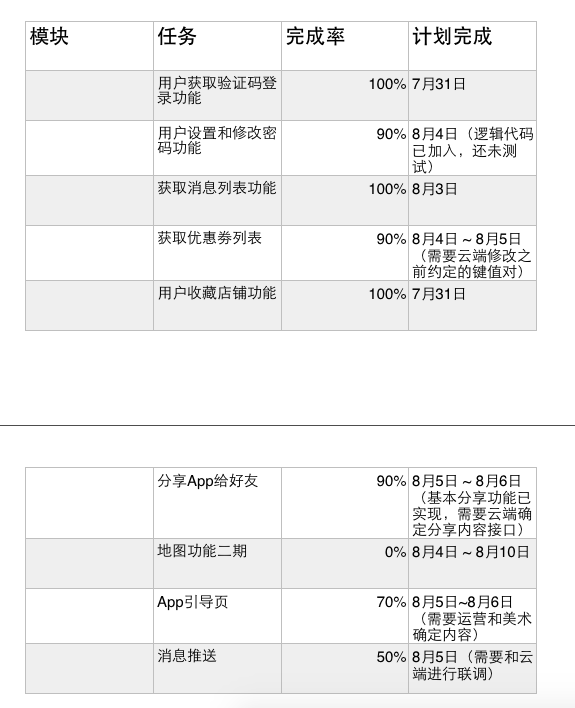 模块 任务 完成率 计划完成
用户获取验证码登 100% 7月31日
录功能
用户设置和修改密 90% 8月4日（逻辑代码
码功能 已加入，还未测
试）
获取消息列表功能 100% 8月3日
获取优惠券列表 90% 8月4日 ~ 8月5日
（需要云端修改之
前约定的键值对）
用户收藏店铺功能 100% 7月31日
分享App给好友 90% 8月5日 ~ 8月6日
（基本分享功能已
实现，需要云端确
定分享内容接口）
地图功能二期 0% 8月4日 ~ 8月10日
App引导页 70% 8月5日~8月6日
（需要运营和美术
确定内容）
消息推送 50% 8月5日（需要和云
端进行联调）